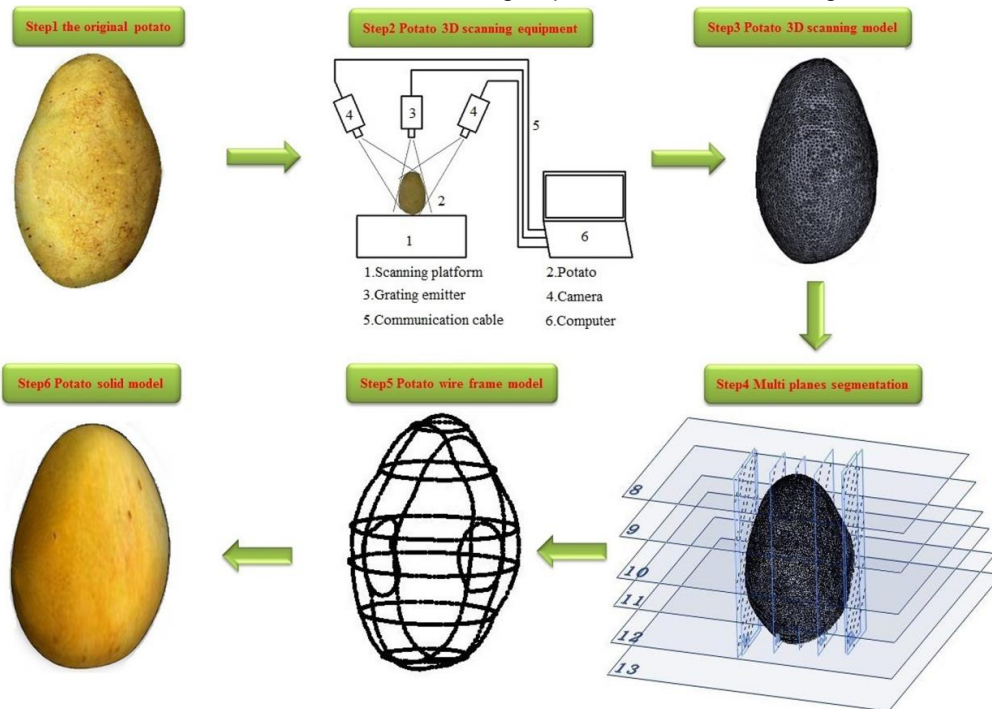 Step1 the original potato
Step2 Potato 3D scanning equipment
Step3 Potato 3D scanning model
4
3
4
5
2
1
6
1.Scanning platform
2.Potato
3.Grating emitter
4.Camera
5.Communication cable
6.Computer
Step6 Potato solid model
Step5 Potato wire frame model
Step4 Multi planes segmentation
8
9
10
11
12
13